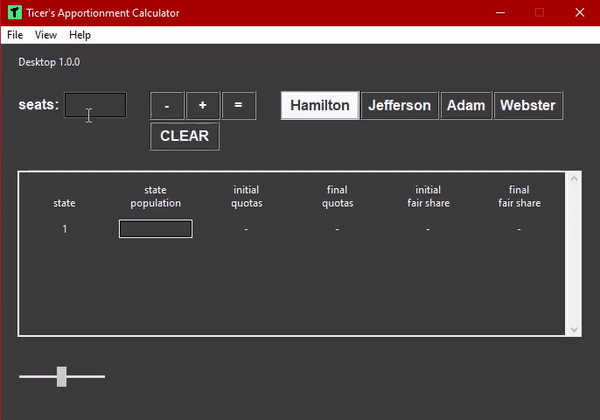 Ticer's Apportionment Calculator
File View Help
Desktop 1.0.0
seats: - + = Hamilton Jefferson Adam Webster
CLEAR
state state population initial quotas final quotas initial fair share final fair share
1 - - - -